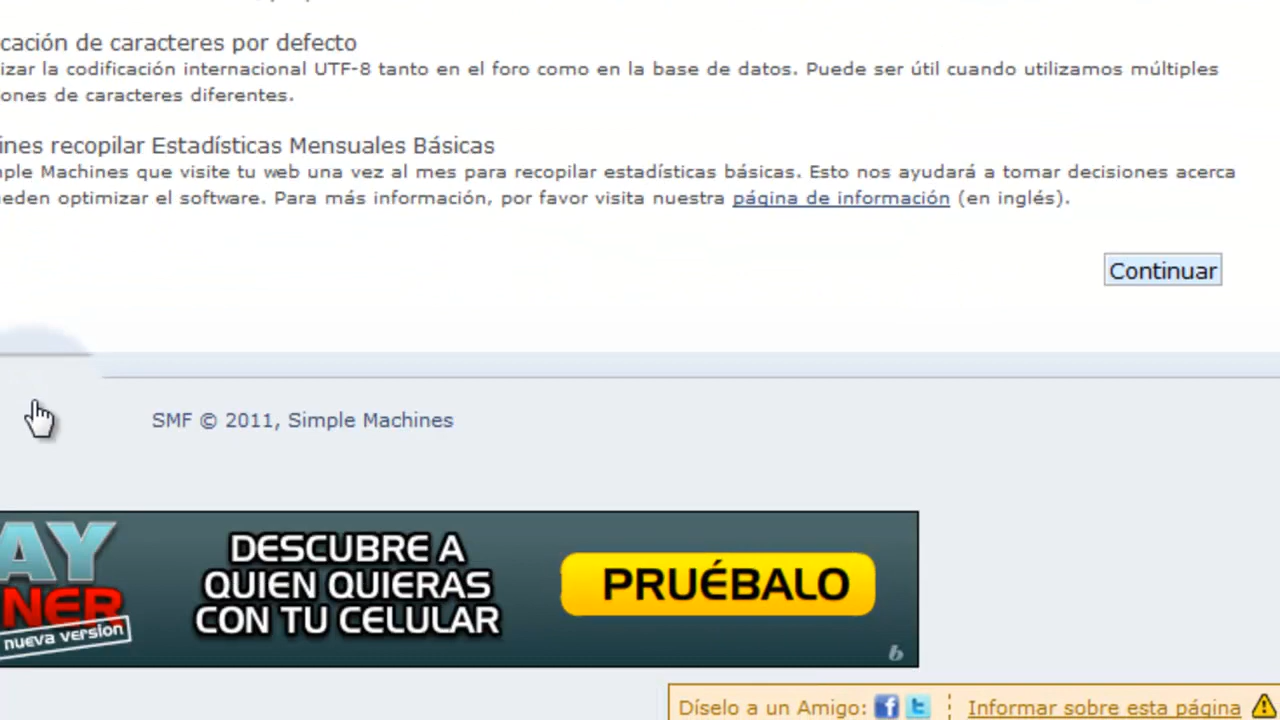 cación de caracteres por defecto
izar la codificación internacional UTF-8 tanto en el foro como en la base de datos. Puede ser útil cuando utilizamos múltiples
ones de caracteres diferentes.
ines recopilar Estadísticas Mensuales Básicas
ple Machines que visite tu web una vez al mes para recopilar estadísticas básicas. Esto nos ayudará a tomar decisiones acerca
eden optimizar el software. Para más información, por favor visita nuestra página de información (en inglés).
Continuar
SMF © 2011, Simple Machines
AY
NER
nueva version
DESCUBRE A
QUIEN QUIERAS
CON TU CELULAR
PRUÉBALO
b
Díselo a un Amigo: f t Informar sobre esta página